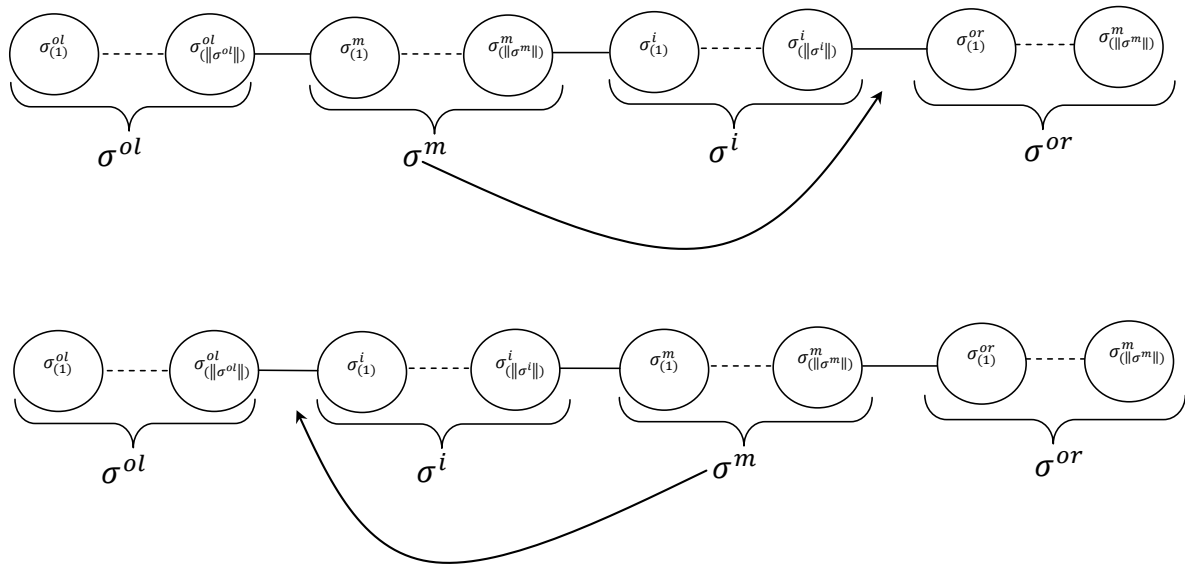 σ^{ol}_{(1)} σ^{ol}_{(‖σ^{ol}‖)} σ^{m}_{(1)} σ^{m}_{(‖σ^{m}‖)} σ^{i}_{(1)} σ^{i}_{(‖σ^{i}‖)} σ^{or}_{(1)} σ^{m}_{(‖σ^{m}‖)}
σ^{ol} σ^{m} σ^{i} σ^{or}
σ^{ol}_{(1)} σ^{ol}_{(‖σ^{ol}‖)} σ^{i}_{(1)} σ^{i}_{(‖σ^{i}‖)} σ^{m}_{(1)} σ^{m}_{(‖σ^{m}‖)} σ^{or}_{(1)} σ^{m}_{(‖σ^{m}‖)}
σ^{ol} σ^{i} σ^{m} σ^{or}